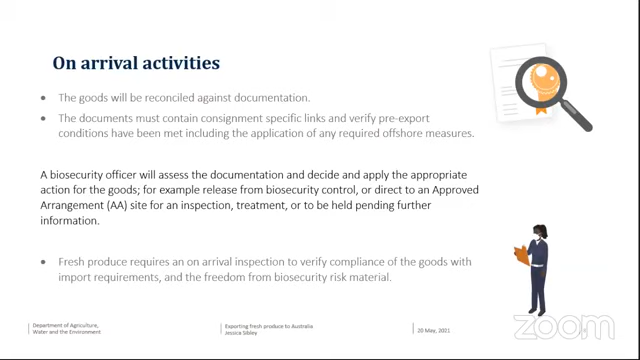 On arrival activities
• The goods will be reconciled against documentation.
• The documents must contain consignment specific links and verify pre-export
conditions have been met including the application of any required offshore measures.
A biosecurity officer will assess the documentation and decide and apply the appropriate
action for the goods; for example release from biosecurity control, or direct to an Approved
Arrangement (AA) site for an inspection, treatment, or to be held pending further
information.
• Fresh produce requires an on arrival inspection to verify compliance of the goods with
import requirements, and the freedom from biosecurity risk material.
Department of Agriculture,
Water and the Environment
Exporting fresh produce to Australia
Jessica Sibley
20 May, 2021
zoom